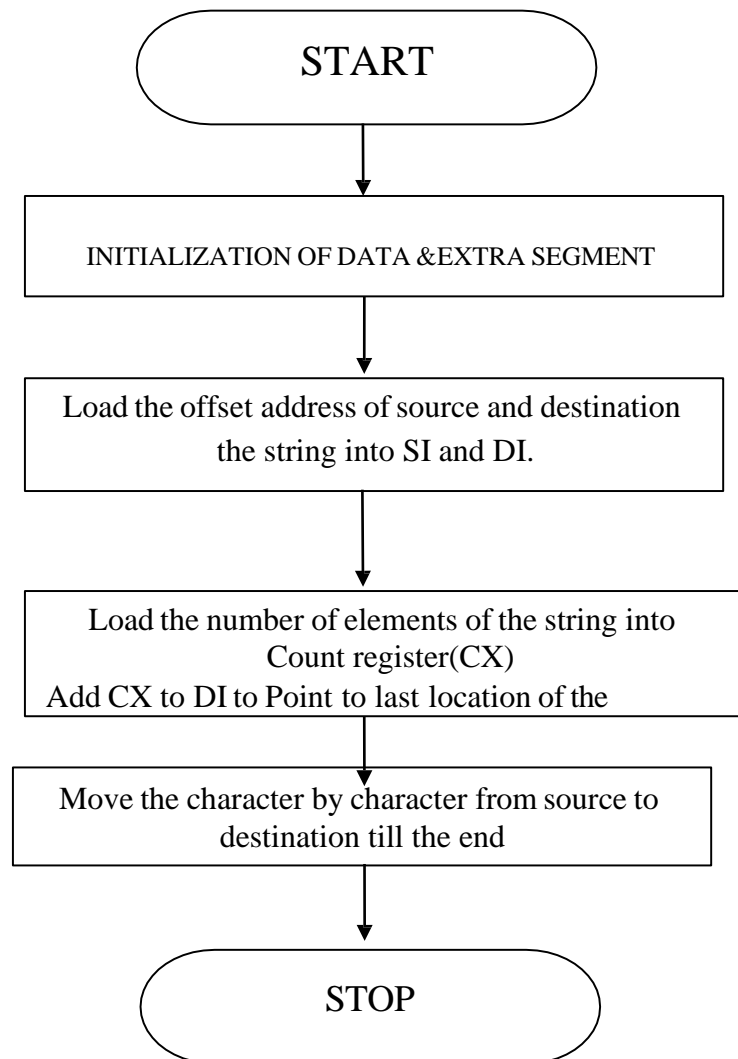 START
INITIALIZATION OF DATA &EXTRA SEGMENT
Load the offset address of source and destination
the string into SI and DI.
Load the number of elements of the string into
Count register(CX)
Add CX to DI to Point to last location of the
Move the character by character from source to
destination till the end
STOP